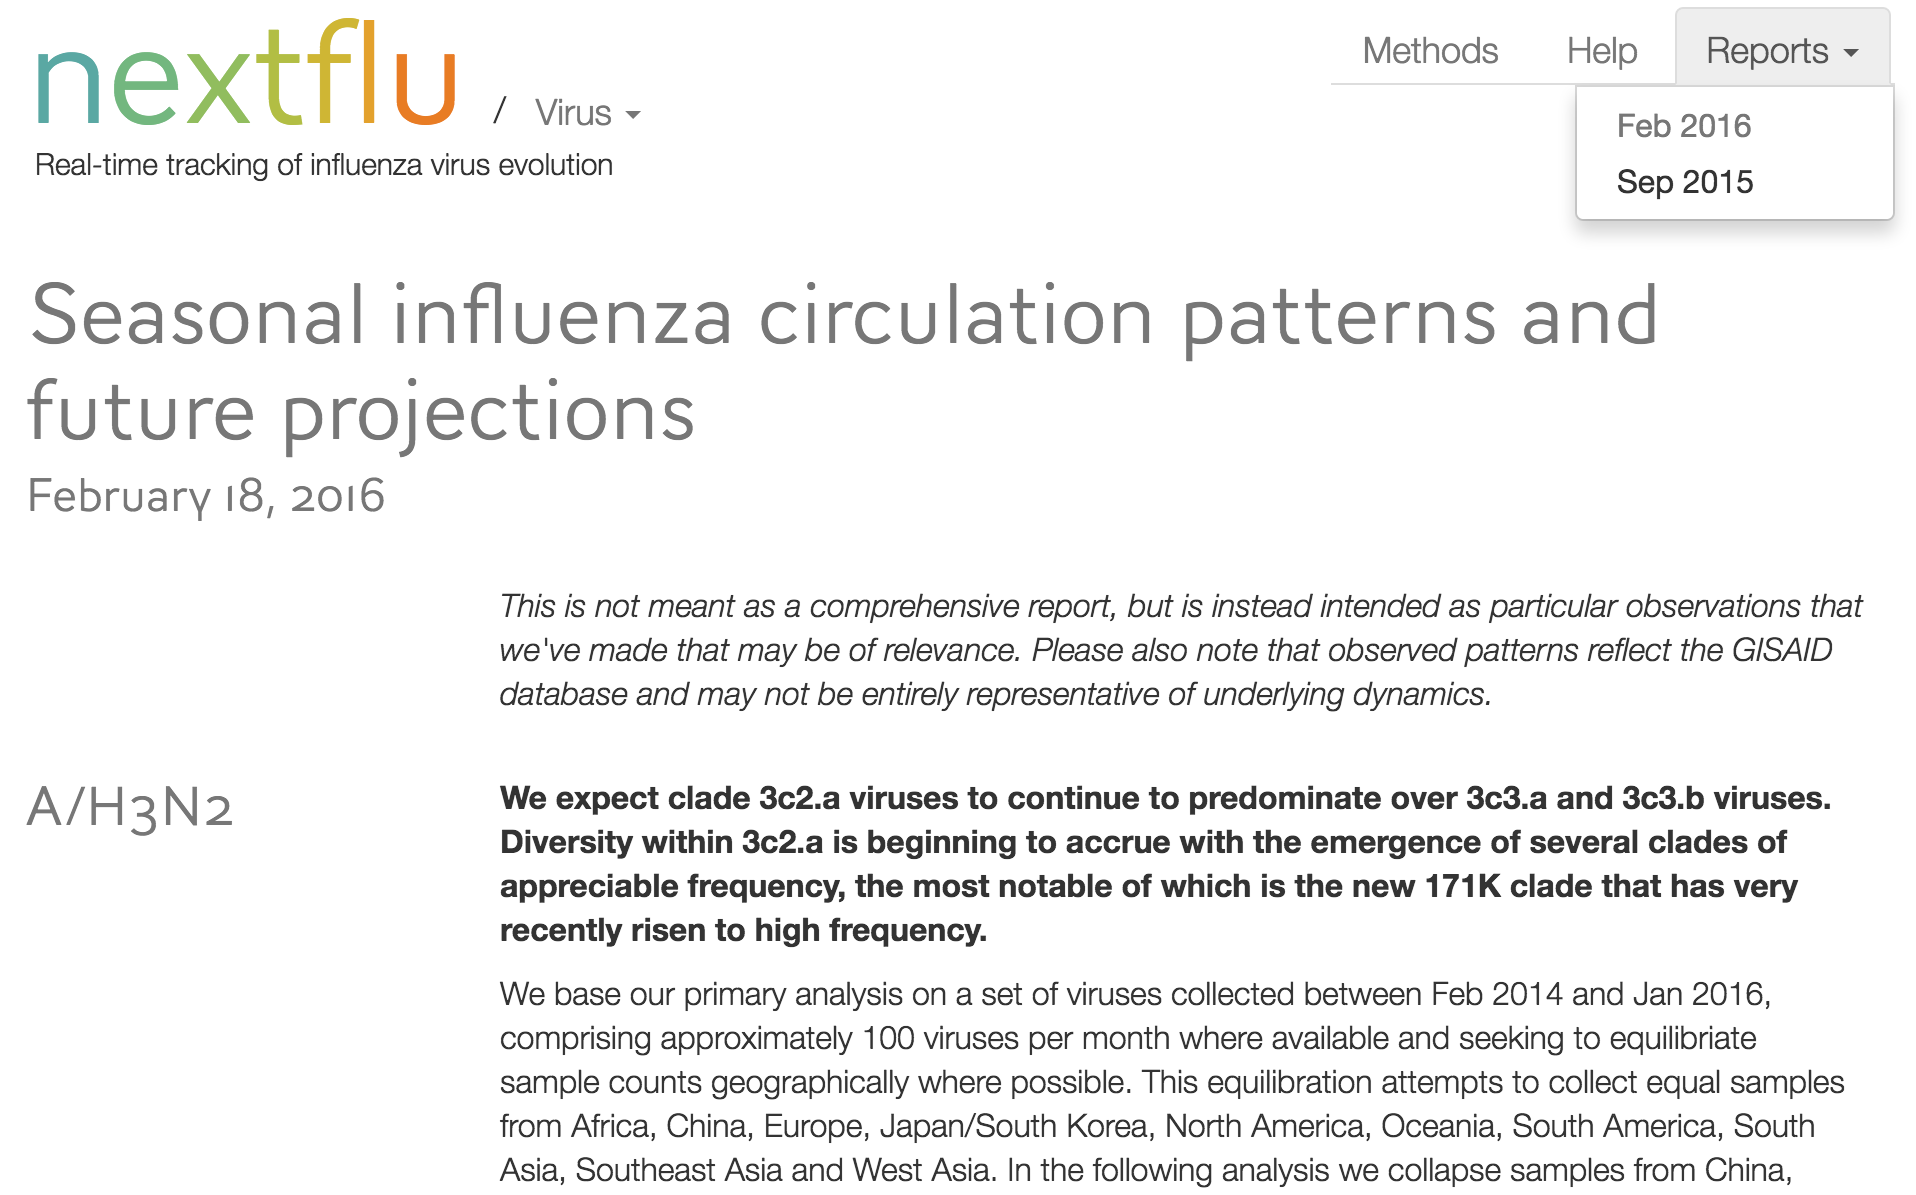 nextflu / Virus
Real-time tracking of influenza virus evolution
Methods Help Reports
Feb 2016
Sep 2015
Seasonal influenza circulation patterns and
future projections
February 18, 2016
This is not meant as a comprehensive report, but is instead intended as particular observations that
we've made that may be of relevance. Please also note that observed patterns reflect the GISAID
database and may not be entirely representative of underlying dynamics.
A/H3N2
We expect clade 3c2.a viruses to continue to predominate over 3c3.a and 3c3.b viruses.
Diversity within 3c2.a is beginning to accrue with the emergence of several clades of
appreciable frequency, the most notable of which is the new 171K clade that has very
recently risen to high frequency.
We base our primary analysis on a set of viruses collected between Feb 2014 and Jan 2016,
comprising approximately 100 viruses per month where available and seeking to equilibriate
sample counts geographically where possible. This equilibration attempts to collect equal samples
from Africa, China, Europe, Japan/South Korea, North America, Oceania, South America, South
Asia, Southeast Asia and West Asia. In the following analysis we collapse samples from China,